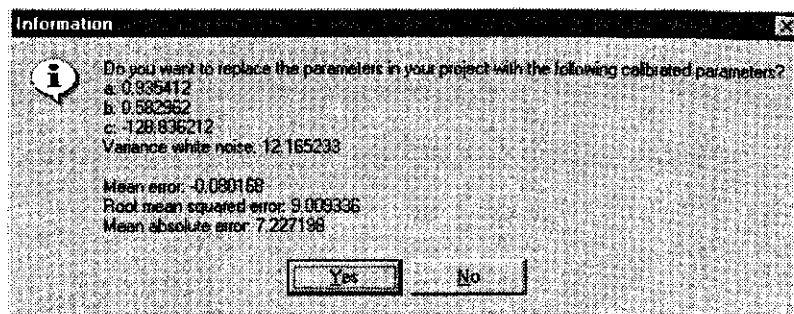 Information
Do you want to replace the parameters in your project with the following calibrated parameters?
a: 0.935412
b: 0.582962
c: -128.836212
Variance white noise: 12.165233
Mean error: -0.080168
Root mean squared error: 9.009336
Mean absolute error: 7.227198
Yes No